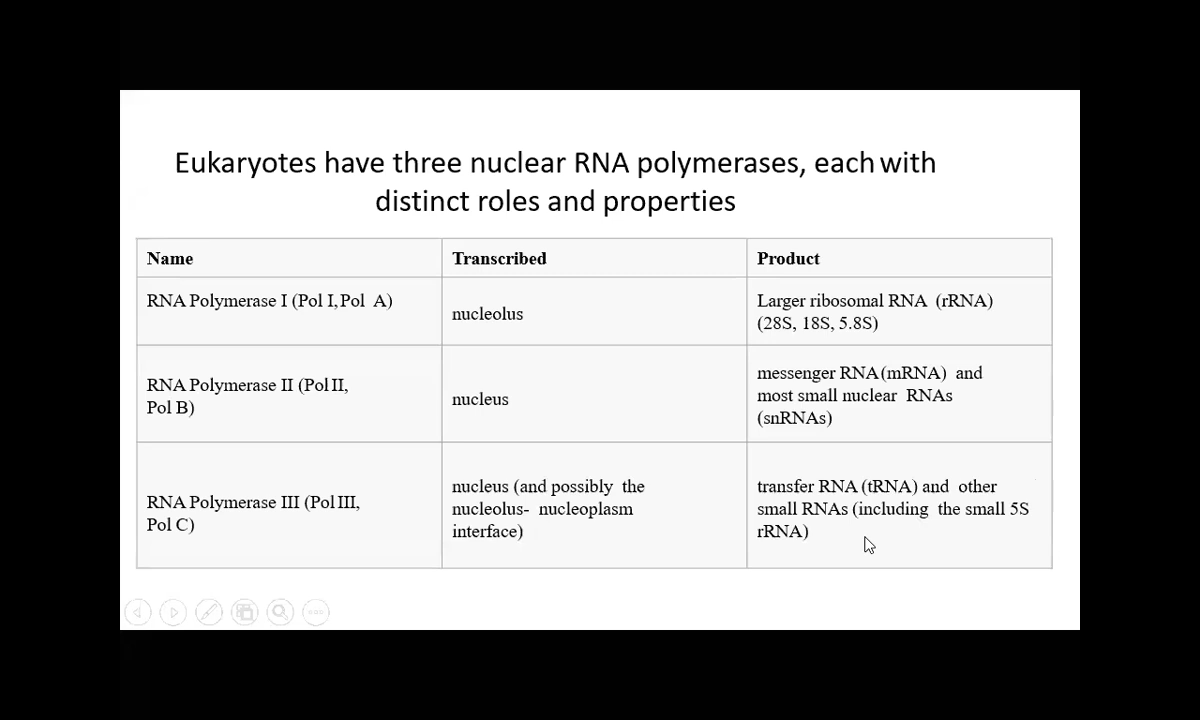 Eukaryotes have three nuclear RNA polymerases, each with
distinct roles and properties
Name
Transcribed
Product
RNA Polymerase I (Pol I, Pol A)
nucleolus
Larger ribosomal RNA (rRNA)
(28S, 18S, 5.8S)
RNA Polymerase II (Pol II,
Pol B)
nucleus
messenger RNA (mRNA) and
most small nuclear RNAs
(snRNAs)
RNA Polymerase III (Pol III,
Pol C)
nucleus (and possibly the
nucleolus- nucleoplasm
interface)
transfer RNA (tRNA) and other
small RNAs (including the small 5S
rRNA)